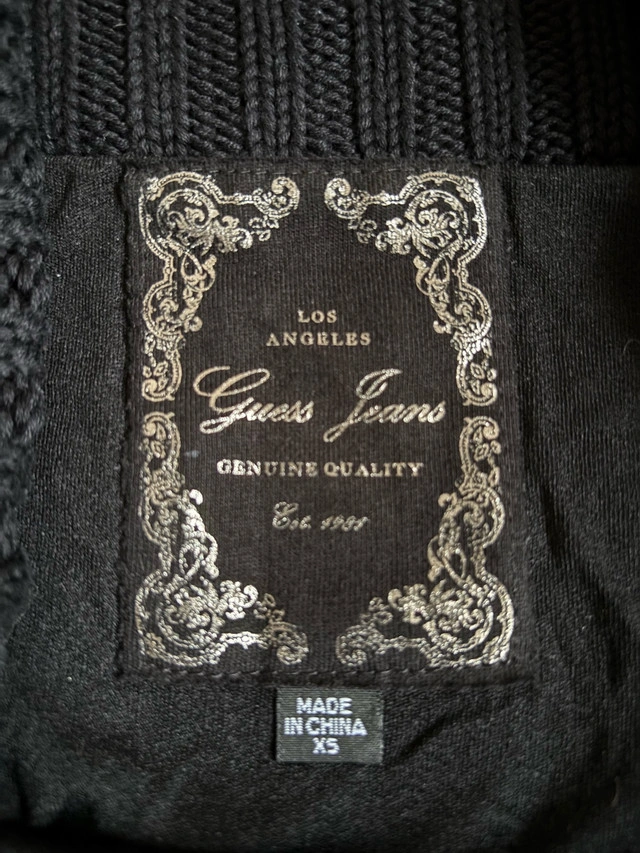 LOS
ANGELES
Guess Jeans
GENUINE QUALITY
Est. 1981
MADE
IN CHINA
XS